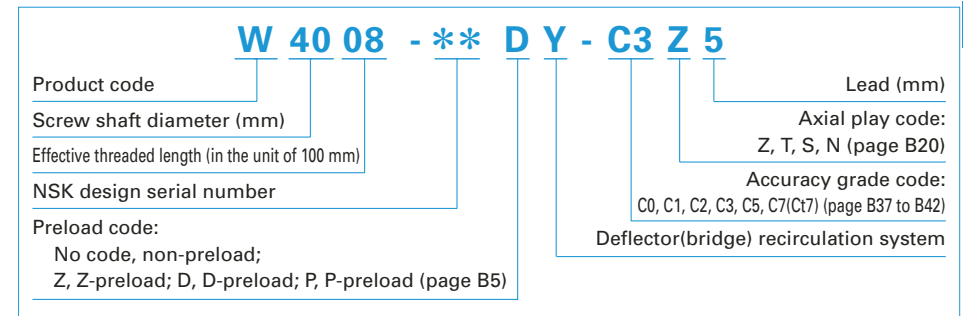 W 40 08 - ** D Y - C3 Z 5
Product code
Lead (mm)
Screw shaft diameter (mm)
Axial play code:
Z, T, S, N (page B20)
Effective threaded length (in the unit of 100 mm)
NSK design serial number
Accuracy grade code:
C0, C1, C2, C3, C5, C7(Ct7) (page B37 to B42)
Preload code:
No code, non-preload;
Z, Z-preload; D, D-preload; P, P-preload (page B5)
Deflector(bridge) recirculation system